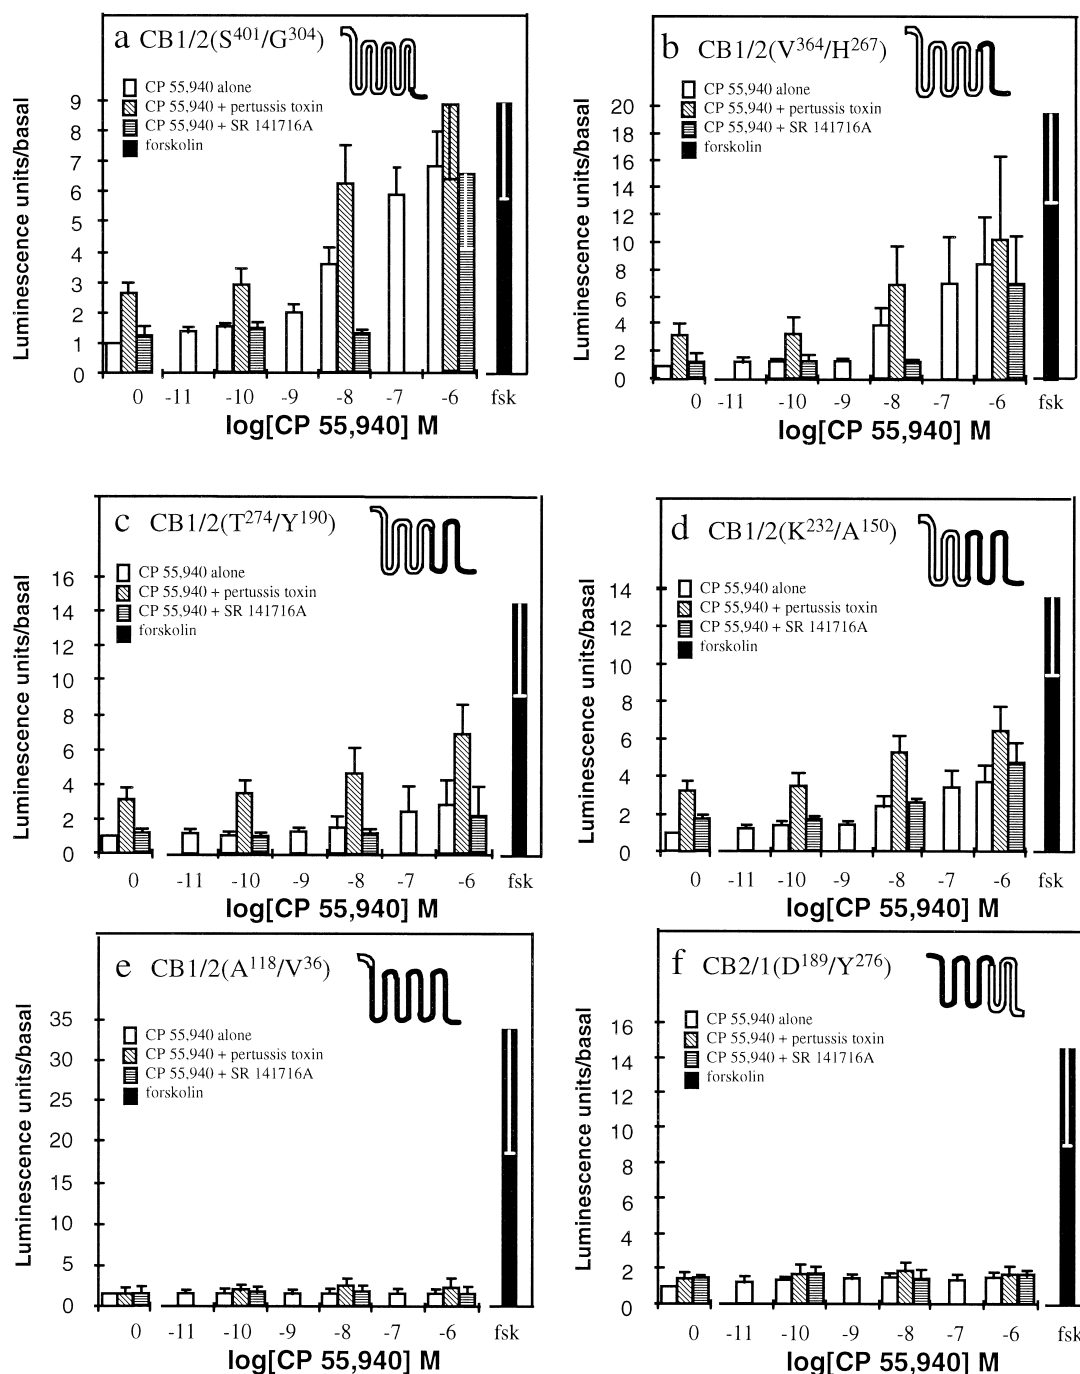 a CB1/2(S401/G304)
CP 55,940 alone
CP 55,940 + pertussis toxin
CP 55,940 + SR 141716A
forskolin
Luminescence units/basal
9
8
7
6
5
4
3
2
1
0
0 -11 -10 -9 -8 -7 -6 fsk
log[CP 55,940] M
b CB1/2(V364/H267)
CP 55,940 alone
CP 55,940 + pertussis toxin
CP 55,940 + SR 141716A
forskolin
Luminescence units/basal
20
18
16
14
12
10
8
6
4
2
0
0 -11 -10 -9 -8 -7 -6 fsk
log[CP 55,940] M
c CB1/2(T274/Y190)
CP 55,940 alone
CP 55,940 + pertussis toxin
CP 55,940 + SR 141716A
forskolin
Luminescence units/basal
16
14
12
10
8
6
4
2
0
0 -11 -10 -9 -8 -7 -6 fsk
log[CP 55,940] M
d CB1/2(K232/A150)
CP 55,940 alone
CP 55,940 + pertussis toxin
CP 55,940 + SR 141716A
forskolin
Luminescence units/basal
14
12
10
8
6
4
2
0
0 -11 -10 -9 -8 -7 -6 fsk
log[CP 55,940] M
e CB1/2(A118/V36)
CP 55,940 alone
CP 55,940 + pertussis toxin
CP 55,940 + SR 141716A
forskolin
Luminescence units/basal
35
30
25
20
15
10
5
0
0 -11 -10 -9 -8 -7 -6 fsk
log[CP 55,940] M
f CB2/1(D189/Y276)
CP 55,940 alone
CP 55,940 + pertussis toxin
CP 55,940 + SR 141716A
forskolin
Luminescence units/basal
16
14
12
10
8
6
4
2
0
0 -11 -10 -9 -8 -7 -6 fsk
log[CP 55,940] M